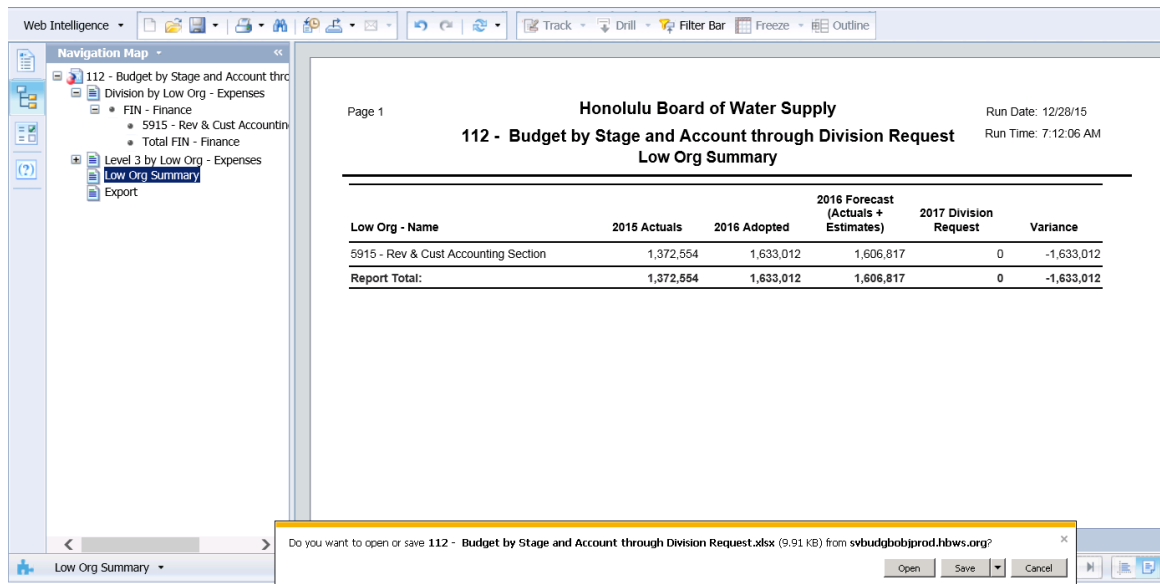 Web Intelligence
Track
Drill
Filter Bar
Freeze
Outline
Navigation Map
112 - Budget by Stage and Account thro
Division by Low Org - Expenses
FIN - Finance
5915 - Rev & Cust Accountin
Total FIN - Finance
Level 3 by Low Org - Expenses
Low Org Summary
Export
Page 1
Honolulu Board of Water Supply
Run Date: 12/28/15
112 - Budget by Stage and Account through Division Request
Run Time: 7:12:06 AM
Low Org Summary
Low Org - Name 2015 Actuals 2016 Adopted 2016 Forecast (Actuals + Estimates) 2017 Division Request Variance
5915 - Rev & Cust Accounting Section 1,372,554 1,633,012 1,606,817 0 -1,633,012
Report Total: 1,372,554 1,633,012 1,606,817 0 -1,633,012
Do you want to open or save 112 - Budget by Stage and Account through Division Request.xlsx (9.91 KB) from svbudgbobjprod.hbws.org?
Open
Save
Cancel
Low Org Summary